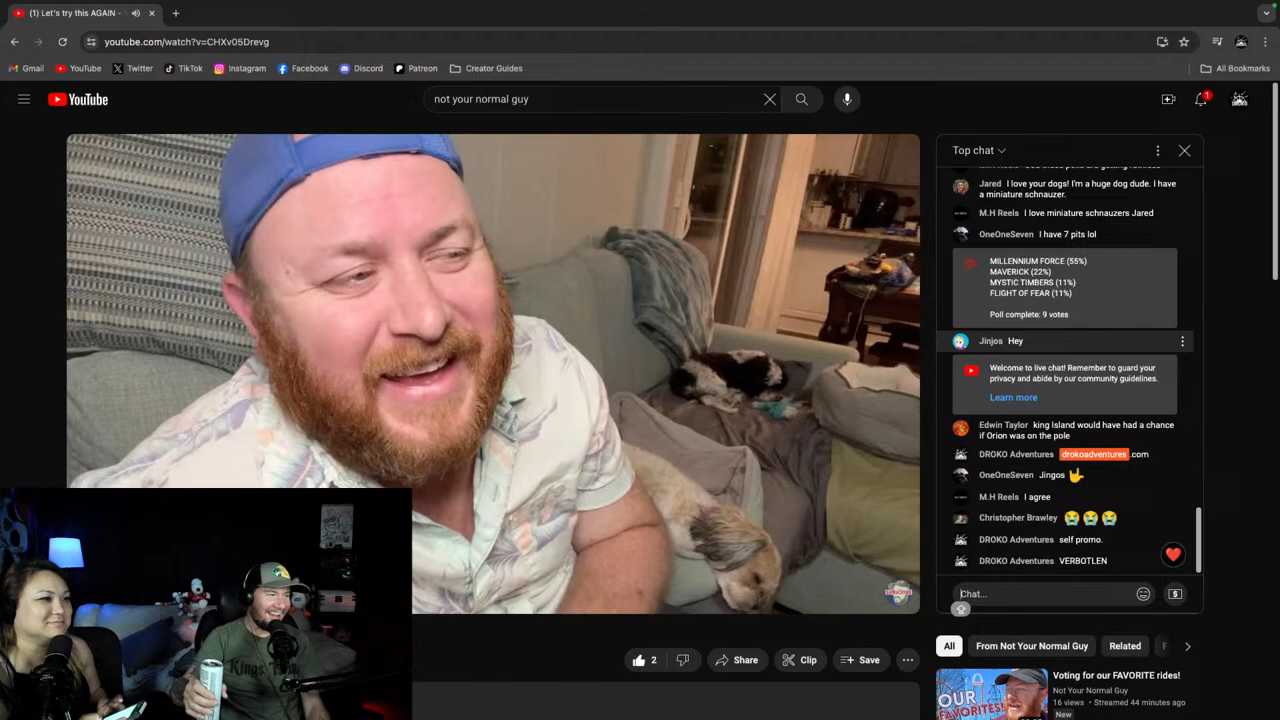 (1) Let's try this AGAIN -
youtube.com/watch?v=CHXv05Drevg
Gmail
YouTube
Twitter
TikTok
Instagram
Facebook
Discord
Patreon
Creator Guides
All Bookmarks
YouTube
not your normal guy
1
Top chat
Jared I love your dogs! I'm a huge dog dude. I have
a miniature schnauzer.
M.H Reels I love miniature schnauzers Jared
OneOneSeven I have 7 pits lol
MILLENNIUM FORCE (55%)
MAVERICK (22%)
MYSTIC TIMBERS (11%)
FLIGHT OF FEAR (11%)
Poll complete: 9 votes
Jinjos Hey
Welcome to live chat! Remember to guard your
privacy and abide by our community guidelines.
Learn more
Edwin Taylor king Island would have had a chance
if Orion was on the pole
DROKO Adventures drokoadventures.com
OneOneSeven Jingos 🤘
M.H Reels I agree
Christopher Brawley 😭😭😭
DROKO Adventures self promo.
DROKO Adventures VERBOTLEN
Chat...
2
Share
Clip
Save
All
From Not Your Normal Guy
Related
F
Voting for our FAVORITE rides!
Not Your Normal Guy
16 views • Streamed 44 minutes ago
New
OUR
FAVORITES!
Kings